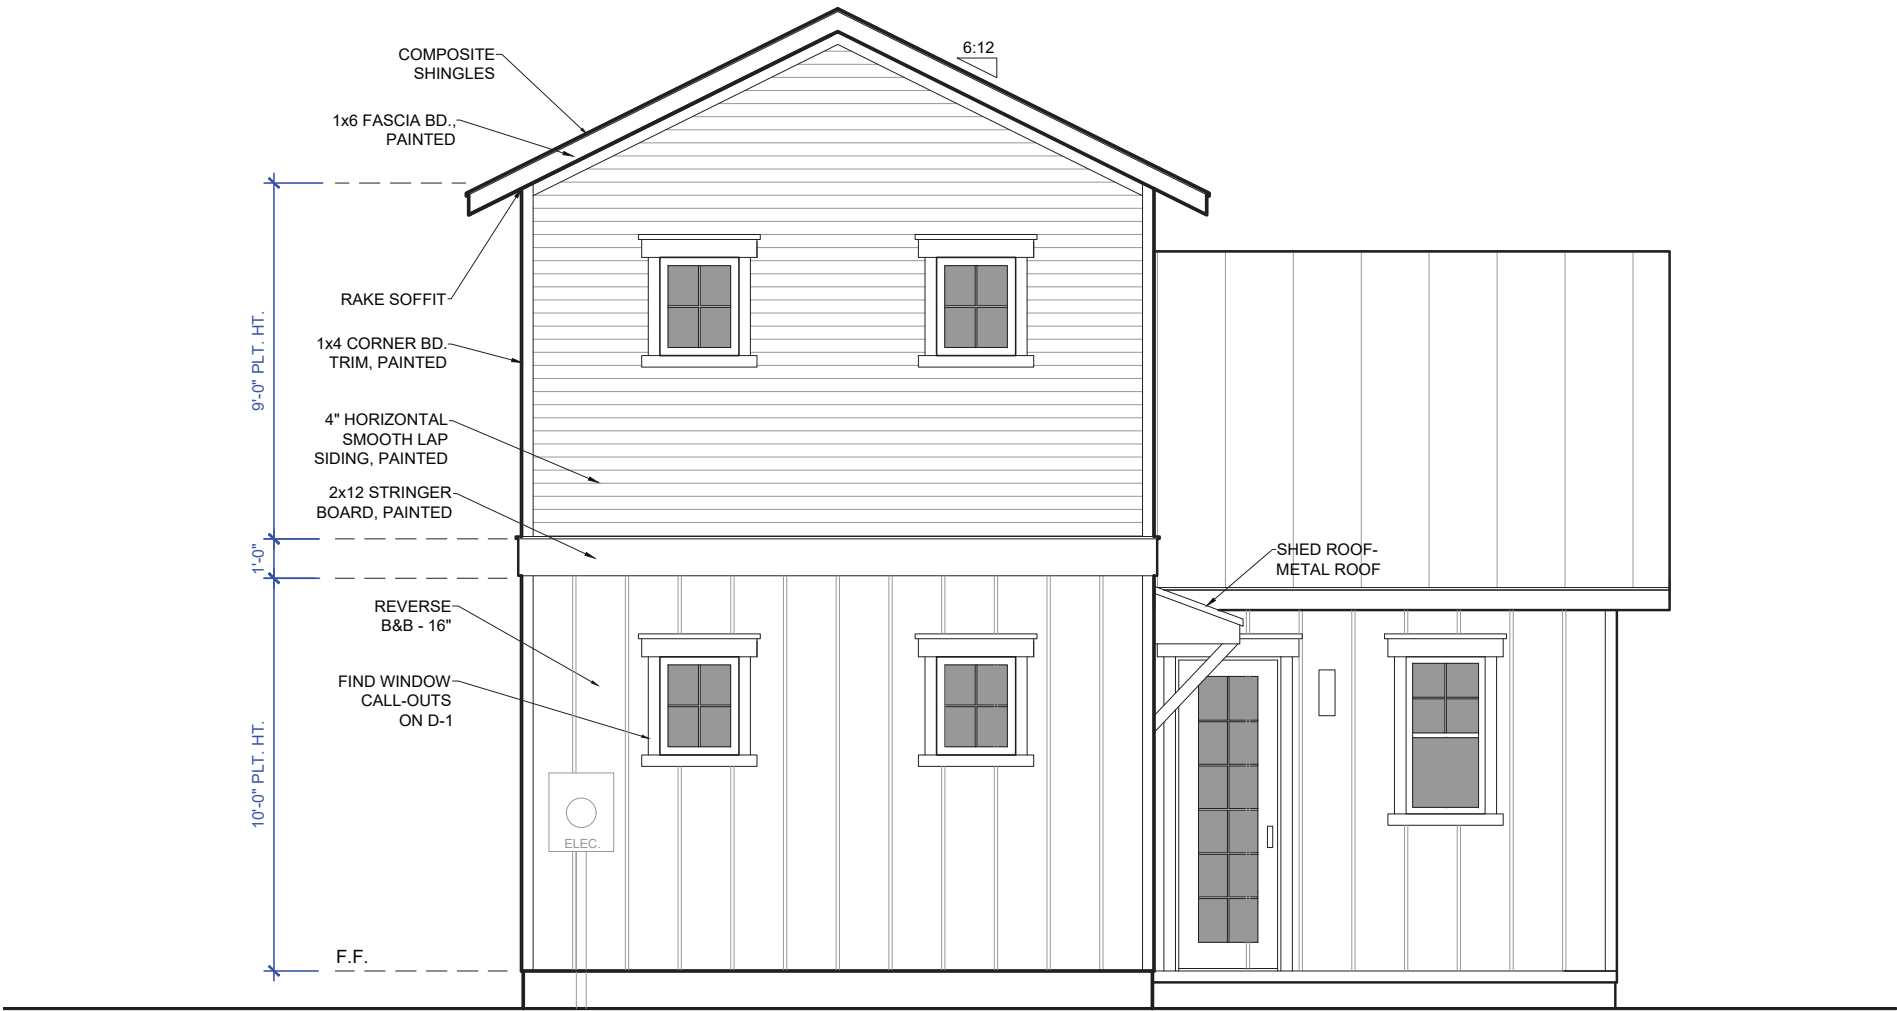 6:12
COMPOSITE
SHINGLES
1x6 FASCIA BD.,
PAINTED
RAKE SOFFIT
1x4 CORNER BD.
TRIM, PAINTED
4" HORIZONTAL
SMOOTH LAP
SIDING, PAINTED
2x12 STRINGER
BOARD, PAINTED
REVERSE
B&B - 16"
FIND WINDOW
CALL-OUTS
ON D-1
F.F.
9'-0" PLT. HT.
1'-0"
10'-0" PLT. HT.
ELEC.
SHED ROOF-
METAL ROOF